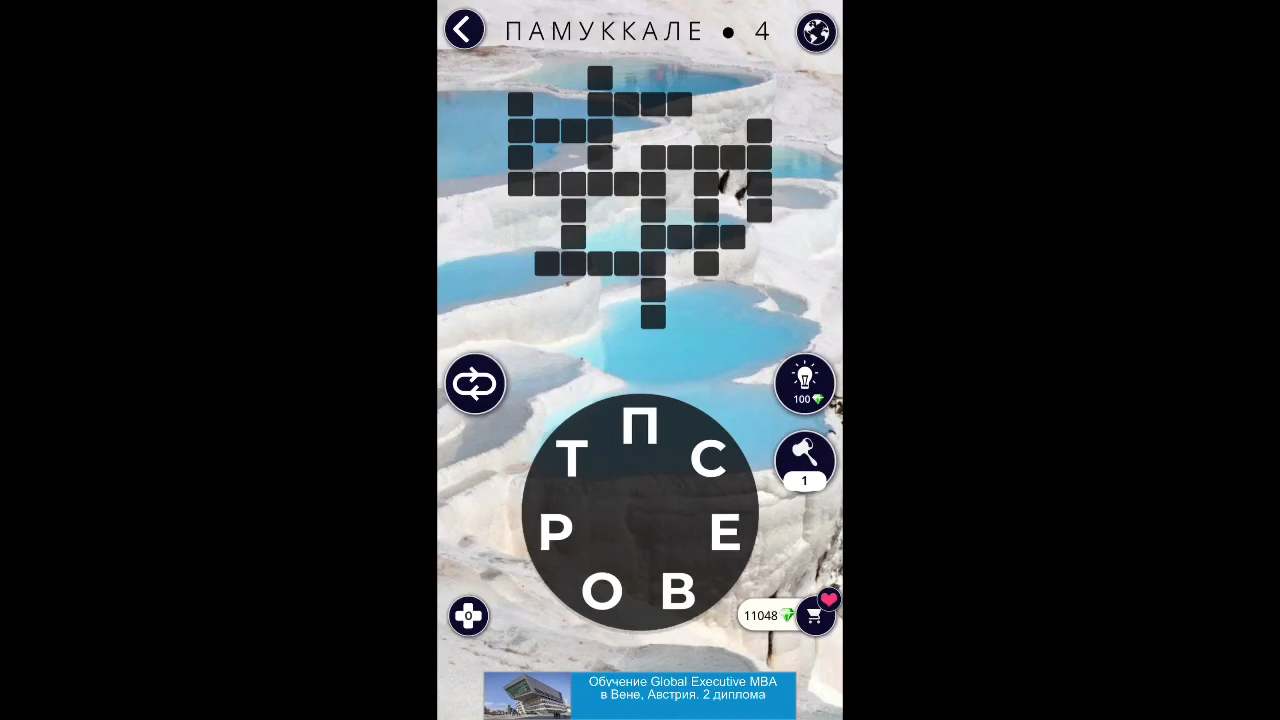 ПАМУККАЛЕ • 4
100
1
П
Т С
Р Е
О В
0
11048
Обучение Global Executive MBA
в Вене, Австрия. 2 диплома